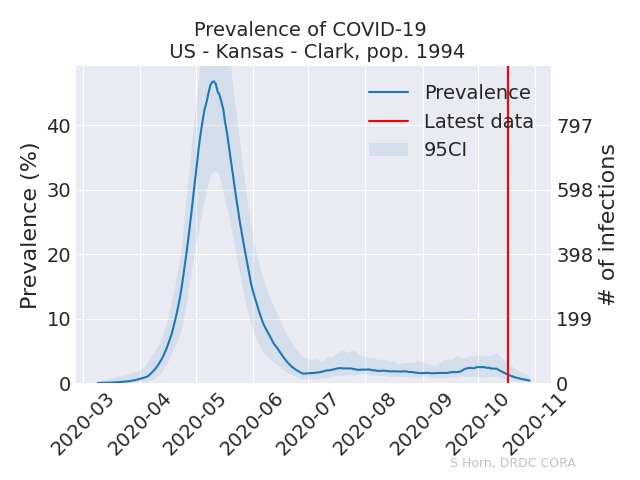 Prevalence of COVID-19
US - Kansas - Clark, pop. 1994
Prevalence
Latest data
95CI
Prevalence (%)
40
30
20
10
0
797
598
398
199
0
# of infections
2020-03
2020-04
2020-05
2020-06
2020-07
2020-08
2020-09
2020-10
2020-11
S Horn, DRDC CORA